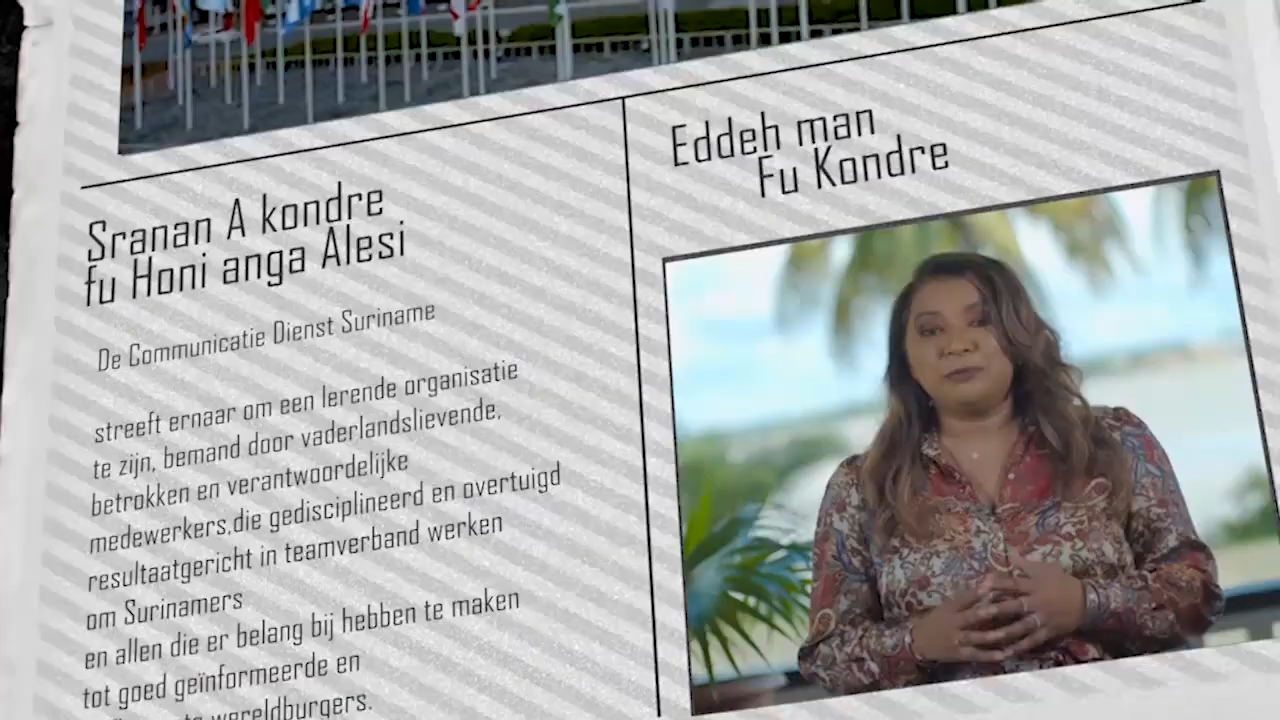 Sranan A kondre
fu Honi anga Alesi
De Communicatie Dienst Suriname
streeft ernaar om een lerende organisatie
te zijn, bemand door vaderlandslievende,
betrokken en verantwoordelijke
medewerkers,die gedisciplineerd en overtuigd
resultaatgericht in teamverband werken
om Surinamers
en allen die er belang bij hebben te maken
tot goed geïnformeerde en
wereldburgers.
Eddeh man
Fu Kondre